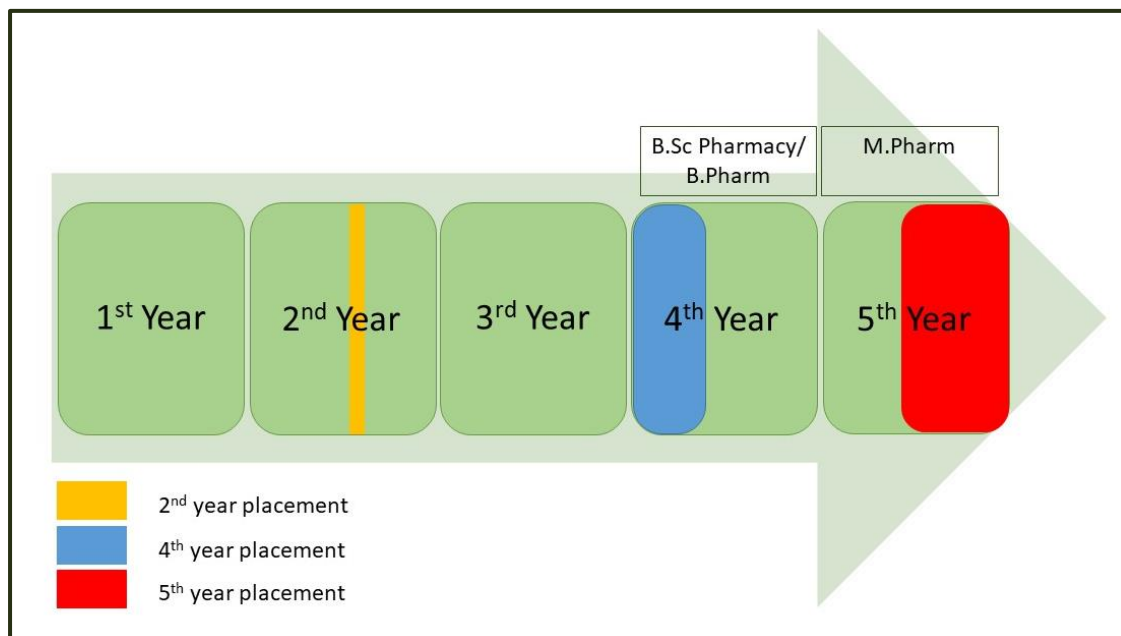 B.Sc Pharmacy/
B.Pharm
M.Pharm
1st Year
2nd Year
3rd Year
4th Year
5th Year
2nd year placement
4th year placement
5th year placement